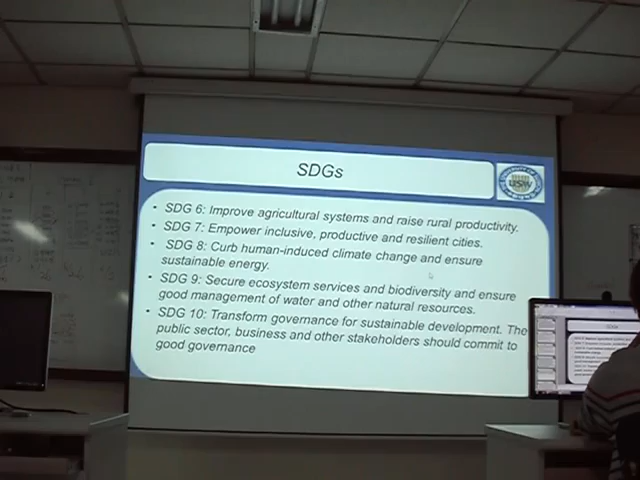 SDGs
• SDG 6: Improve agricultural systems and raise rural productivity.
• SDG 7: Empower inclusive, productive and resilient cities.
• SDG 8: Curb human-induced climate change and ensure
sustainable energy.
• SDG 9: Secure ecosystem services and biodiversity and ensure
good management of water and other natural resources.
• SDG 10: Transform governance for sustainable development. The
public sector, business and other stakeholders should commit to
good governance